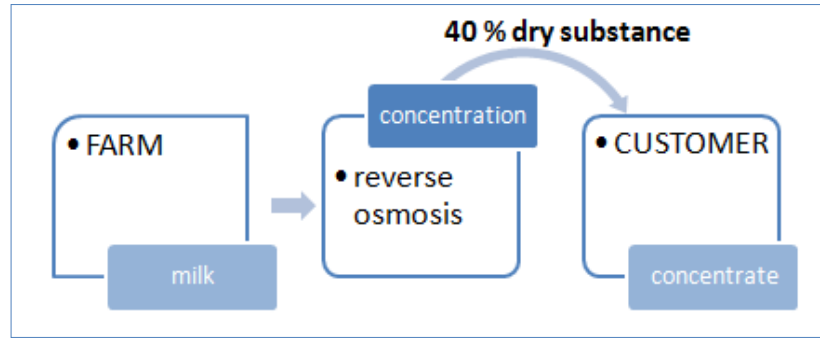 40 % dry substance
• FARM
milk
concentration
• reverse
osmosis
• CUSTOMER
concentrate